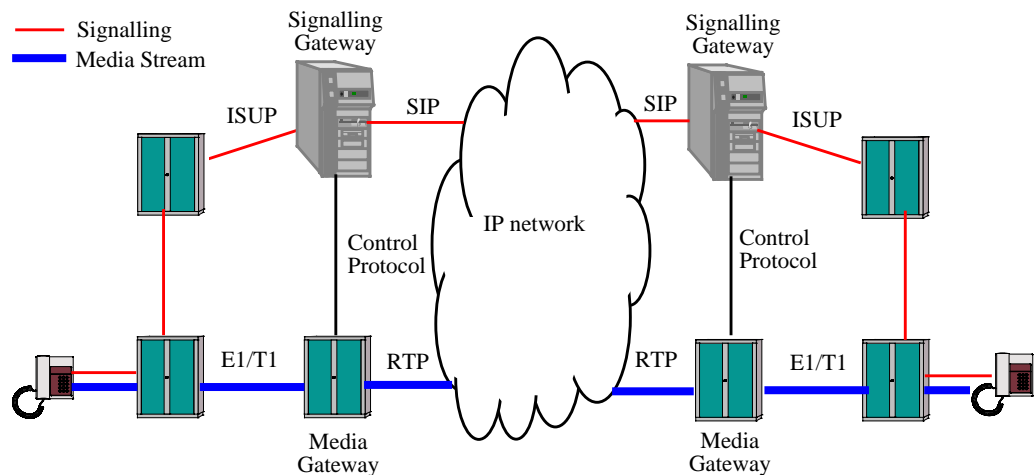 Signalling
Media Stream
Signalling
Gateway
Signalling
Gateway
ISUP
SIP
SIP
ISUP
IP network
Control
Protocol
Control
Protocol
E1/T1
RTP
RTP
E1/T1
Media
Gateway
Media
Gateway